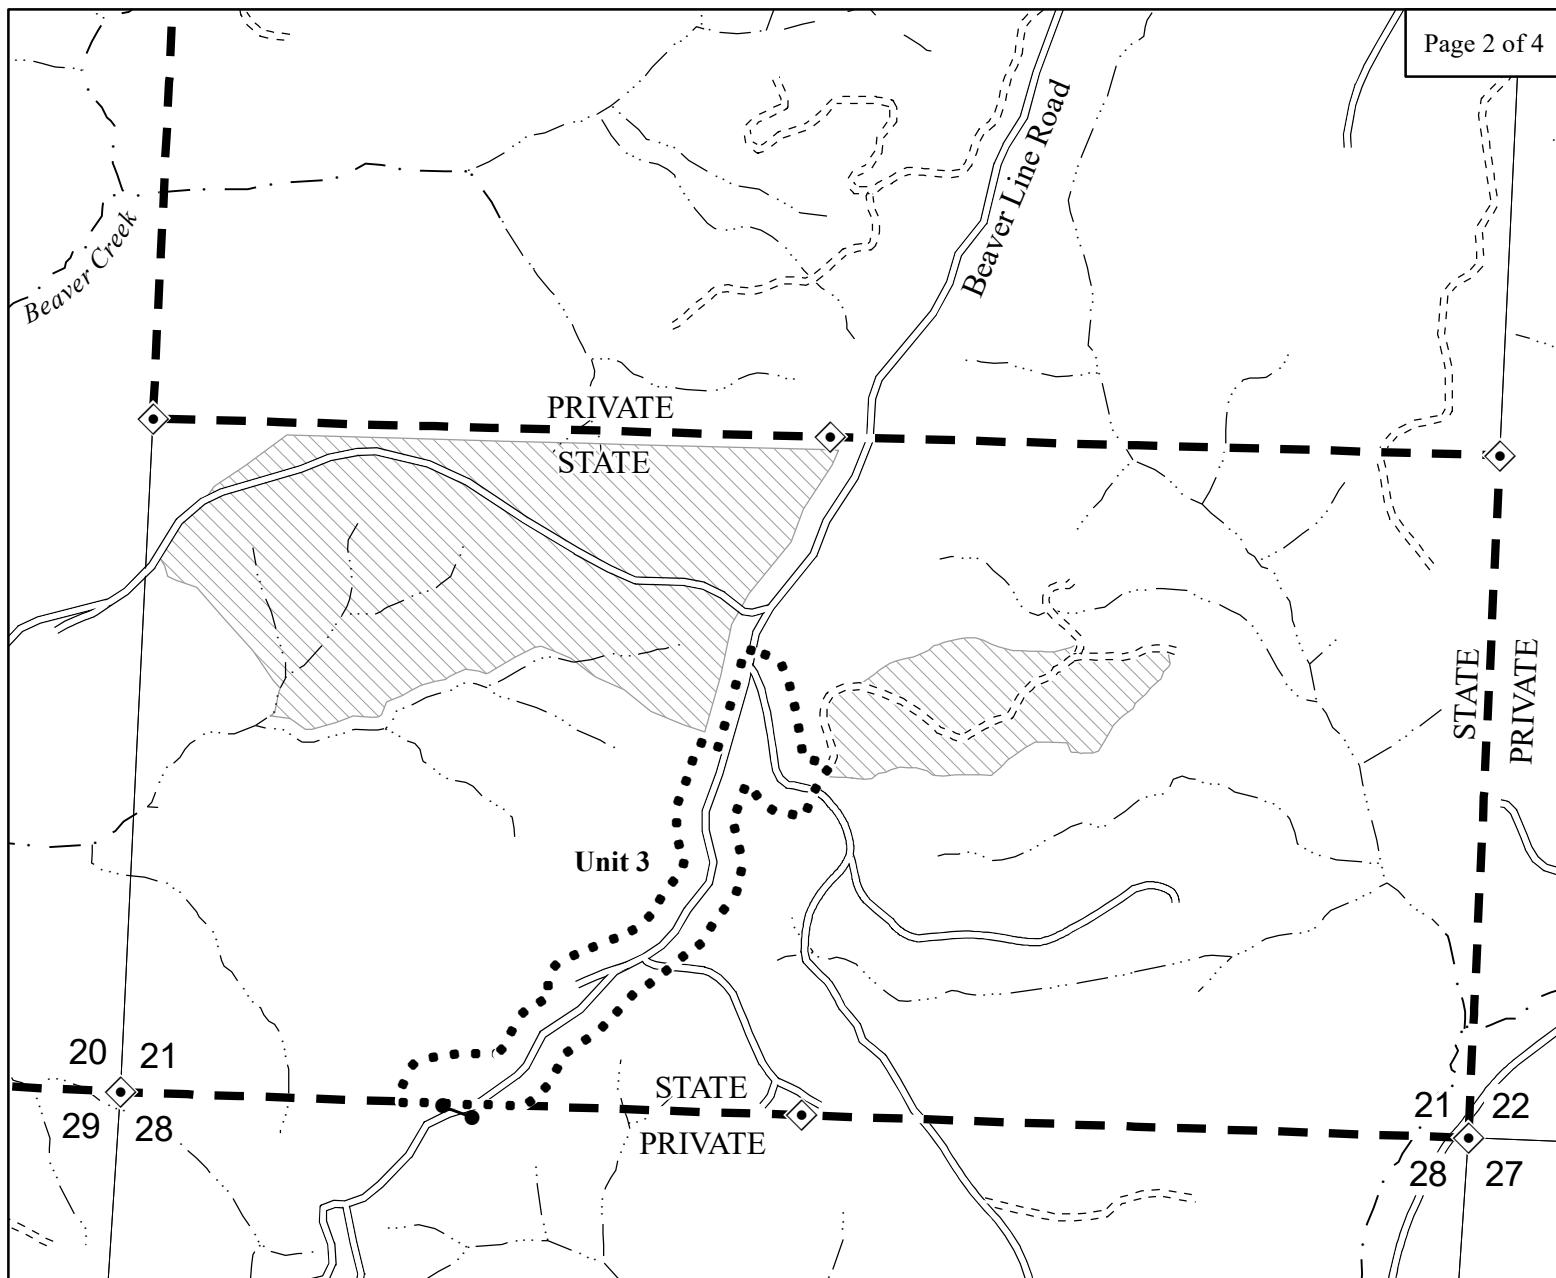 Page 2 of 4
Beaver Line Road
Beaver Creek
PRIVATE
STATE
STATE
PRIVATE
Unit 3
20 21
29 28
STATE
PRIVATE
21 22
28 27